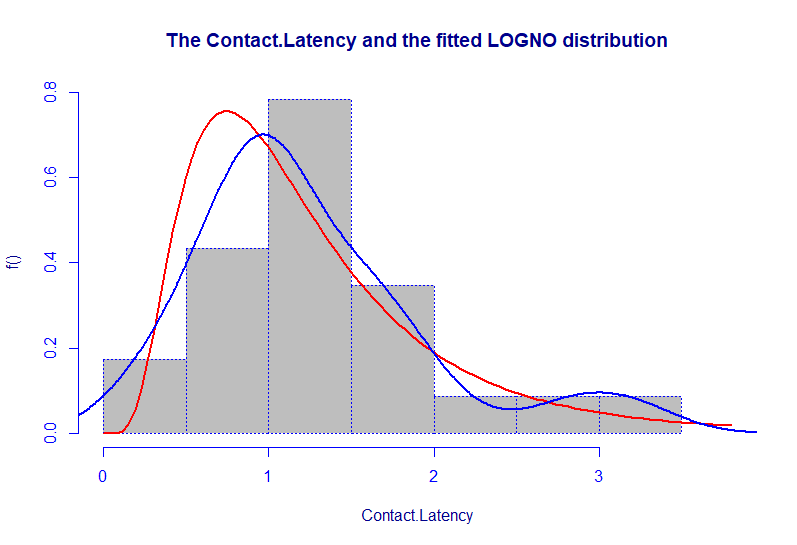 The Contact.Latency and the fitted LOGNO distribution
0.8
0.6
0.4
0.2
0.0
f()
0 1 2 3
Contact.Latency